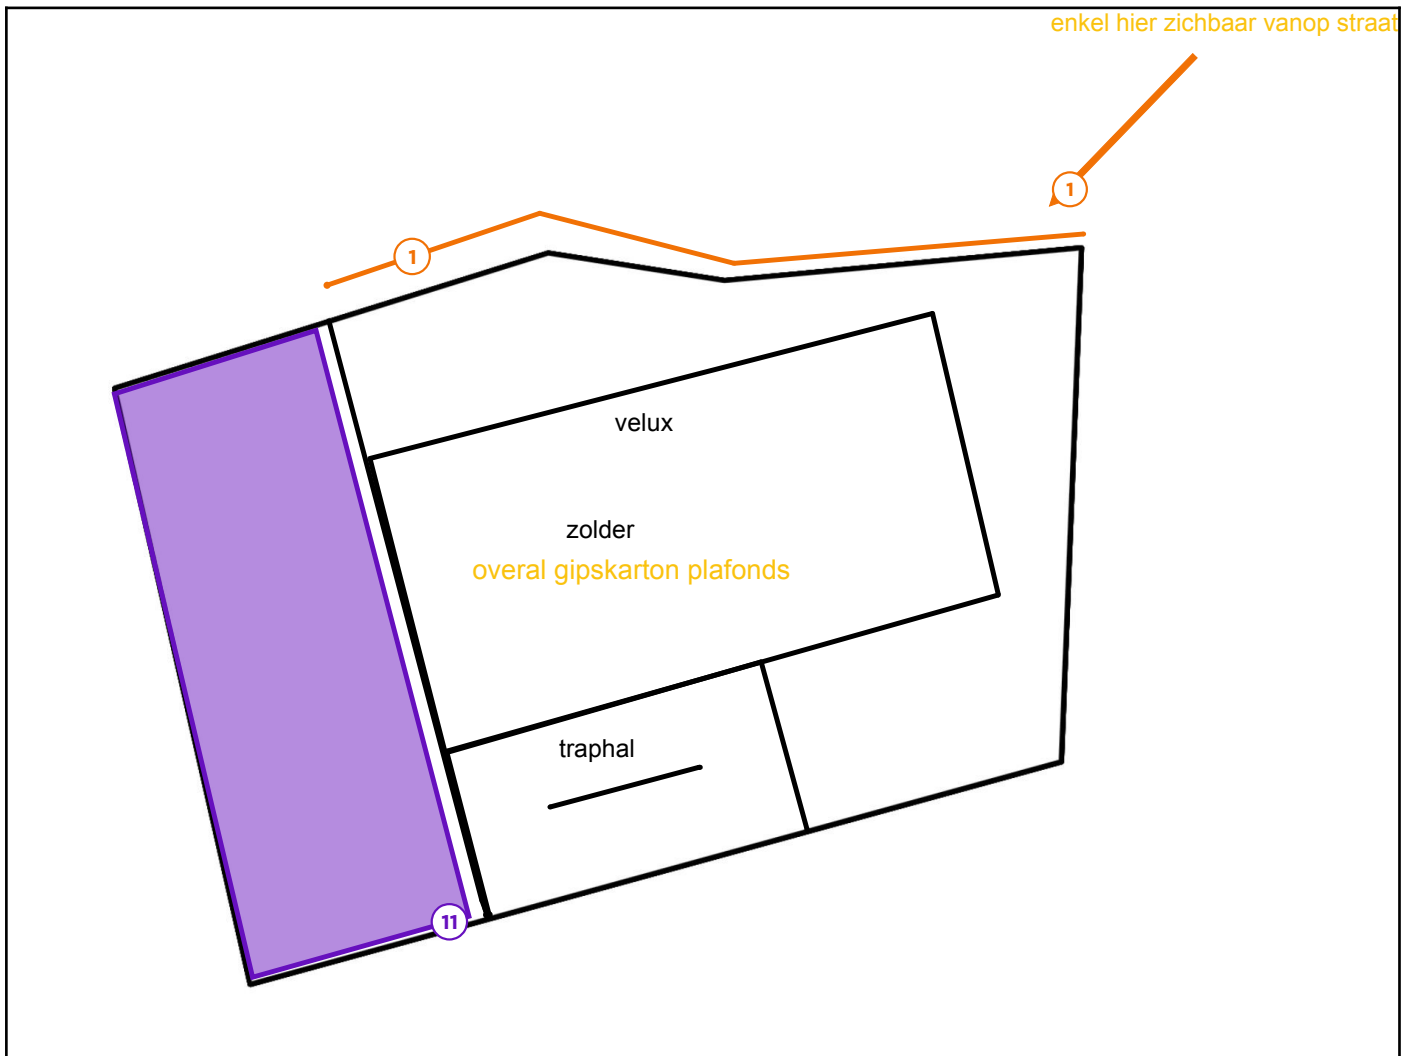 enkel hier zichbaar vanop straat
1
1
velux
zolder
overal gipskarton plafonds
traphal
11